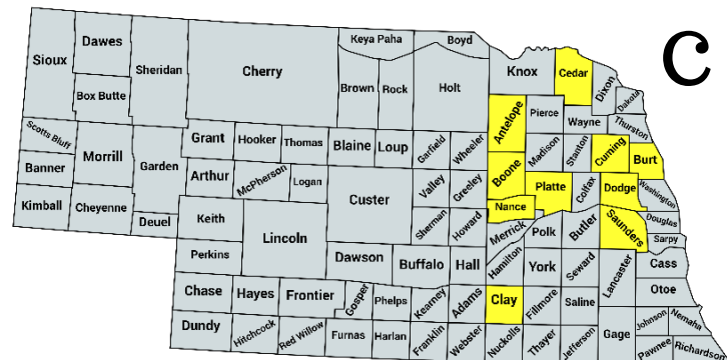 C
Keya Paha Boyd
Sioux Dawes Sheridan Cherry Brown Rock Holt Knox Cedar Dixon Dakota
Box Butte Antelope Pierce Wayne Thurston
Scotts Bluff Morrill Garden Grant Hooker Thomas Blaine Loup Garfield Wheeler Madison Stanton Cuming Burt
Banner Arthur McPherson Logan Custer Valley Greeley Boone Platte Colfax Dodge Washington
Kimball Cheyenne Deuel Keith Lincoln Sherman Howard Nance Merrick Polk Butler Saunders Douglas
Sarpy
Perkins Dawson Buffalo Hall Hamilton York Seward Lancaster Cass
Chase Hayes Frontier Gosper Phelps Kearney Adams Clay Fillmore Saline Otoe
Dundy Hitchcock Red Willow Furnas Harlan Franklin Webster Nuckolls Thayer Jefferson Gage Johnson Nemaha
Pawnee Richardson